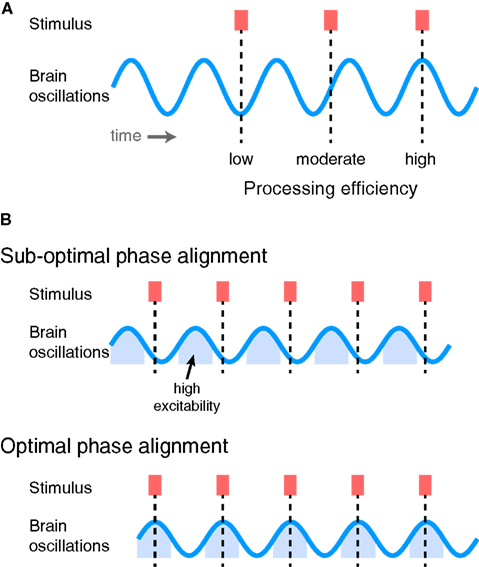 A
Stimulus
Brain
oscillations
time
low moderate high
Processing efficiency
B
Sub-optimal phase alignment
Stimulus
Brain
oscillations
high
excitability
Optimal phase alignment
Stimulus
Brain
oscillations